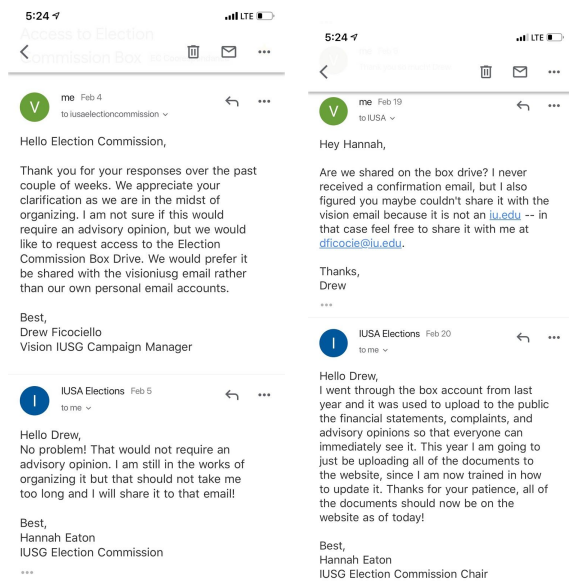 5:24
LTE
Access to Election
Commission Box
me Feb 4
to iusaelectioncommission
Hello Election Commission,
Thank you for your responses over the past
couple of weeks. We appreciate your
clarification as we are in the midst of
organizing. I am not sure if this would
require an advisory opinion, but we would
like to request access to the Election
Commission Box Drive. We would prefer it
be shared with the visioniusg email rather
than our own personal email accounts.
Best,
Drew Ficociello
Vision IUSG Campaign Manager
I
IUSA Elections Feb 5
to me
Hello Drew,
No problem! That would not require an
advisory opinion. I am still in the works of
organizing it but that should not take me
too long and I will share it to that email!
Best,
Hannah Eaton
IUSG Election Commission
5:24
LTE
V
me Feb 19
to IUSA
Hey Hannah,
Are we shared on the box drive? I never
received a confirmation email, but I also
figured you maybe couldn't share it with the
vision email because it is not an iu.edu -- in
that case feel free to share it with me at
dficocie@iu.edu.
Thanks,
Drew
I
IUSA Elections Feb 20
to me
Hello Drew,
I went through the box account from last
year and it was used to upload to the public
the financial statements, complaints, and
advisory opinions so that everyone can
immediately see it. This year I am going to
just be uploading all of the documents to
the website, since I am now trained in how
to update it. Thanks for your patience, all of
the documents should now be on the
website as of today!
Best,
Hannah Eaton
IUSG Election Commission Chair